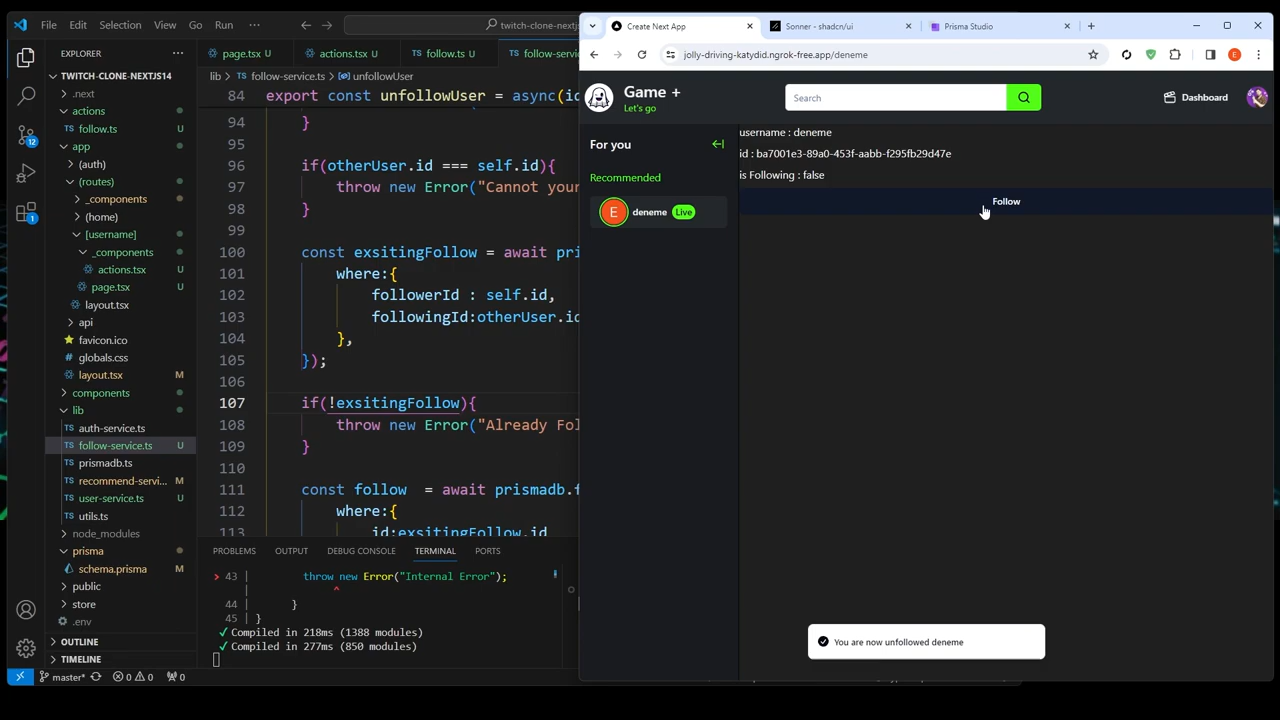 File Edit Selection View Go Run ··· twitch-clone-nextjs
EXPLORER ···
TWITCH-CLONE-NEXTJS14
.next
actions
follow.ts
app
(auth)
(routes)
_components
(home)
[username]
_components
actions.tsx
page.tsx
layout.tsx
api
favicon.ico
globals.css
layout.tsx M
components
lib
auth-service.ts
follow-service.ts U
prismadb.ts
recommend-servi... M
user-service.ts U
utils.ts
node_modules
prisma
schema.prisma M
public
store
.env
OUTLINE
TIMELINE
12
1
page.tsx U actions.tsx U follow.ts U follow-serv
lib > follow-service.ts > unfollowUser
84 export const unfollowUser = async(id
94 }
95
96 if(otherUser.id === self.id){
97 throw new Error("Cannot your
98 }
99
100 const exsitingFollow = await pri
101 where:{
102 followerId : self.id,
103 followingId:otherUser.id
104 },
105 });
106
107 if(!exsitingFollow){
108 throw new Error("Already Fol
109 }
110
111 const follow = await prismadb.f
112 where:{
113 id:exsitingFollow.id
PROBLEMS OUTPUT DEBUG CONSOLE TERMINAL PORTS
> 43 | throw new Error("Internal Error");
| ^
44 | }
45 | }
✓ Compiled in 218ms (1388 modules)
✓ Compiled in 277ms (850 modules)
master* 0 0 0
Create Next App Sonner - shadcn/ui Prisma Studio
jolly-driving-katydid.ngrok-free.app/deneme
E
Game +
Let's go
Search
Dashboard
For you
Recommended
E deneme Live
username : deneme
id : ba7001e3-89a0-453f-aabb-f295fb29d47e
is Following : false
Follow
You are now unfollowed deneme